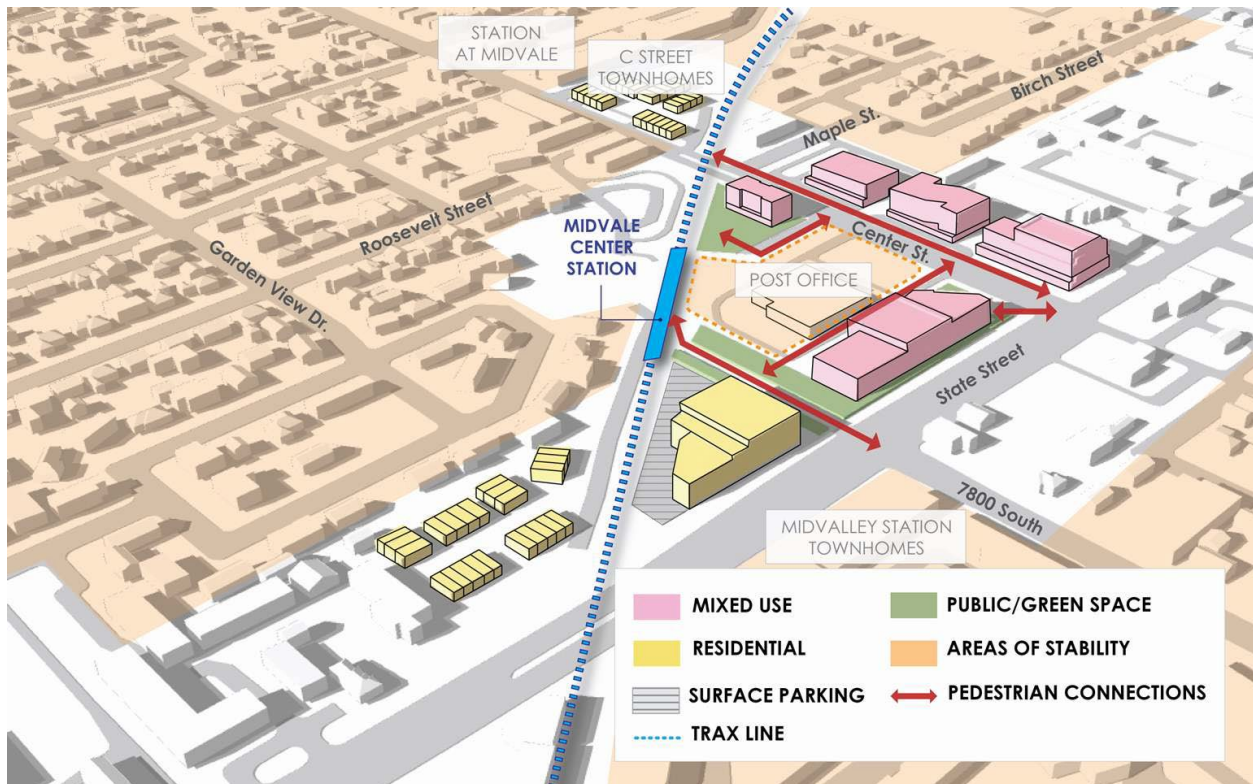 STATION
AT MIDVALE
C STREET
TOWNHOMES
Birch Street
Maple St.
Roosevelt Street
MIDVALE
CENTER
STATION
Center St.
Garden View Dr.
POST OFFICE
State Street
7800 South
MIDVALLEY STATION
TOWNHOMES
MIXED USE
PUBLIC/GREEN SPACE
RESIDENTIAL
AREAS OF STABILITY
SURFACE PARKING
PEDESTRIAN CONNECTIONS
TRAX LINE